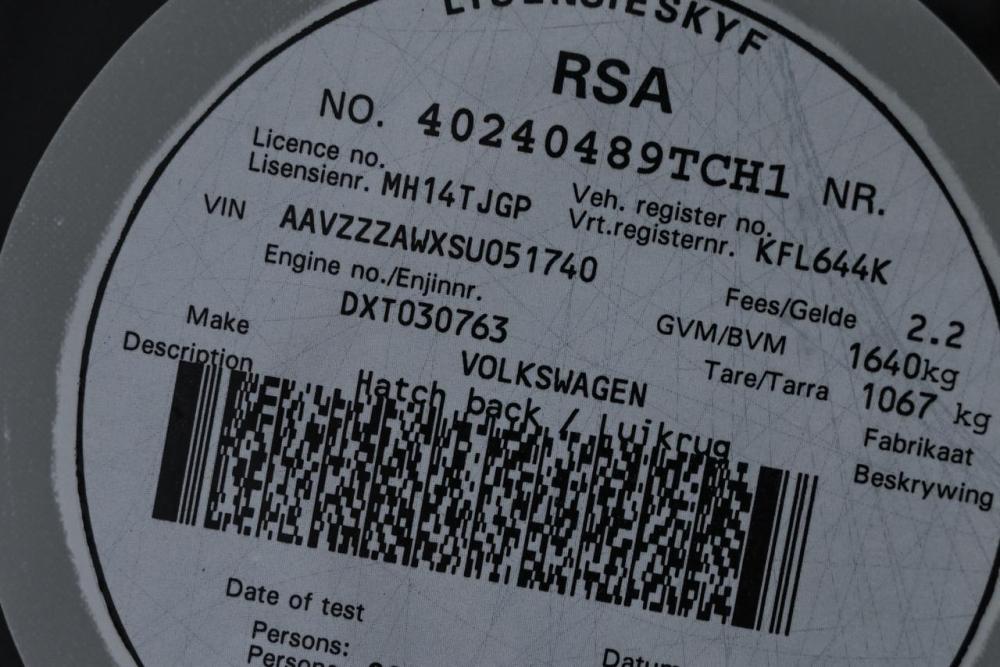 LISENSIESKYF
RSA
NO. 40240489TCH1 NR.
Licence no.
Lisensienr. MH14TJGP
Veh. register no.
Vrt.registernr. KFL644K
VIN AAVZZZAWXSU051740
Engine no./Enjinnr.
DXT030763
Fees/Gelde 2.2
GVM/BVM 1640kg
Tare/Tarra 1067 kg
Make VOLKSWAGEN Fabrikaat
Description Hatch back / Luikrug Beskrywing
Date of test
Persons: